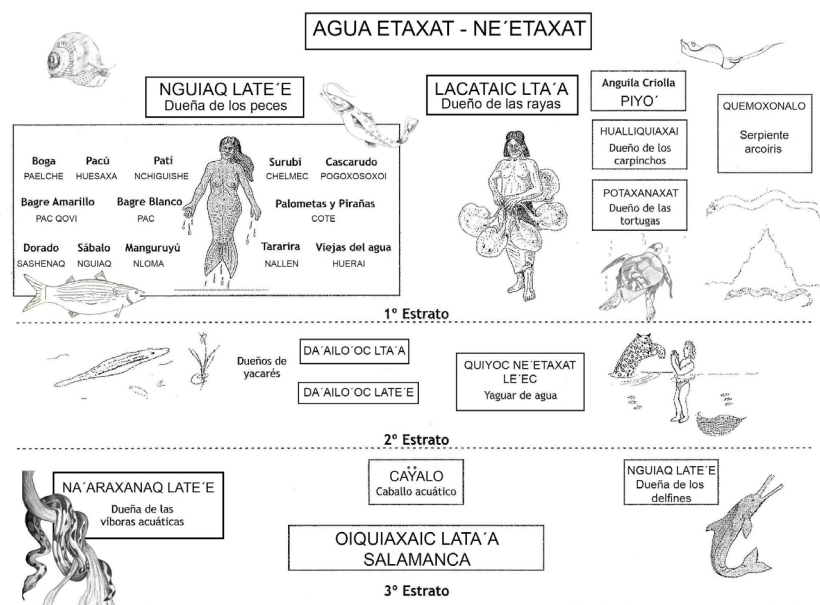 AGUA ETAXAT - NE´ETAXAT
NGUIAQ LATE´E
Dueña de los peces
LACATAIC LTA´A
Dueño de las rayas
Anguila Criolla
PIYO´
QUEMOXONALO
Serpiente
arcoiris
HUALLIQUIAXAI
Dueño de los
carpinchos
POTAXANAXAT
Dueño de las
tortugas
Boga Pacú Patí Surubí Cascarudo
PAELCHE HUESAXA NCHIGUISHE CHELMEC POGOXOSOXOI
Bagre Amarillo Bagre Blanco Palometas y Pirañas
PAC QOVI PAC COTE
Dorado Sábalo Manguruyú Tararira Viejas del agua
SASHENAQ NGUIAQ NLOMA NALLEN HUERAI
1º Estrato
Dueños de
yacarés
DA´AILO´OC LTA´A
DA´AILO´OC LATE´E
QUIYOC NE´ETAXAT
LE´EC
Yaguar de agua
2º Estrato
NA´ARAXANAQ LATE´E
Dueña de las
víboras acuáticas
CAŸALO
Caballo acuático
NGUIAQ LATE´E
Dueña de los
delfines
OIQUIAXAIC LATA´A
SALAMANCA
3º Estrato